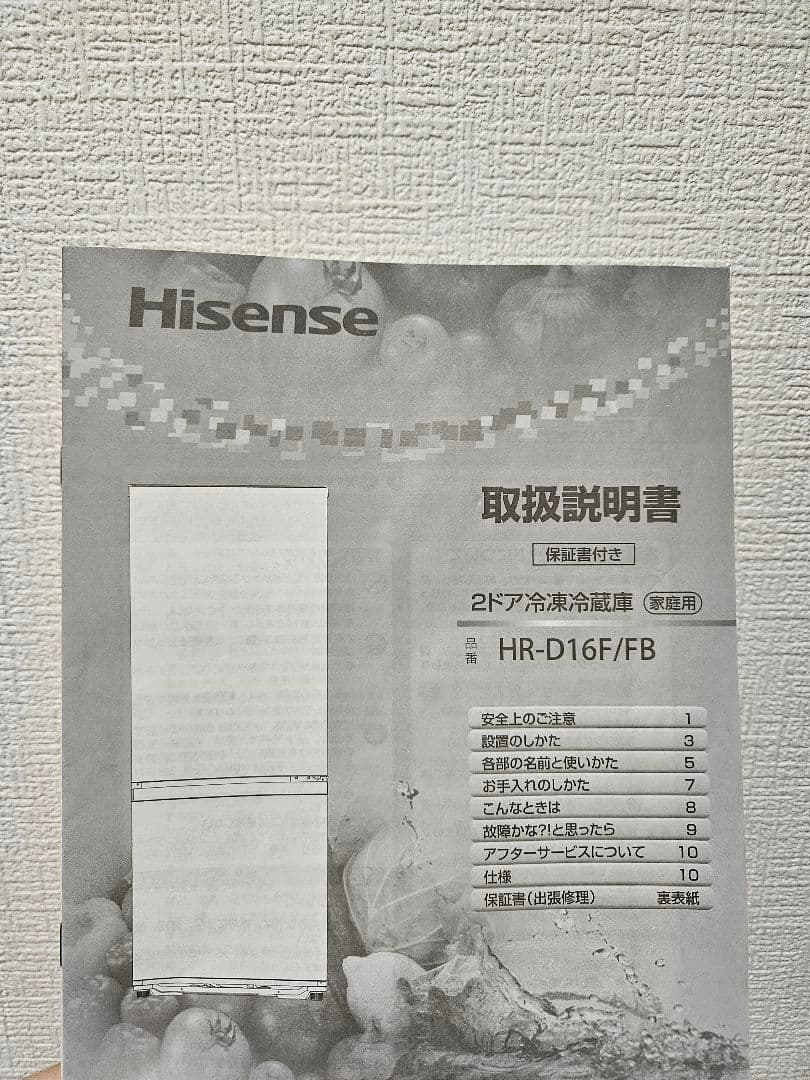 Hisense
取扱説明書
保証書付き
2ドア冷凍冷蔵庫 家庭用
品番 HR-D16F/FB
安全上のご注意 1
設置のしかた 3
各部の名前と使いかた 5
お手入れのしかた 7
こんなときは 8
故障かな?!と思ったら 9
アフターサービスについて 10
仕様 10
保証書(出張修理) 裏表紙